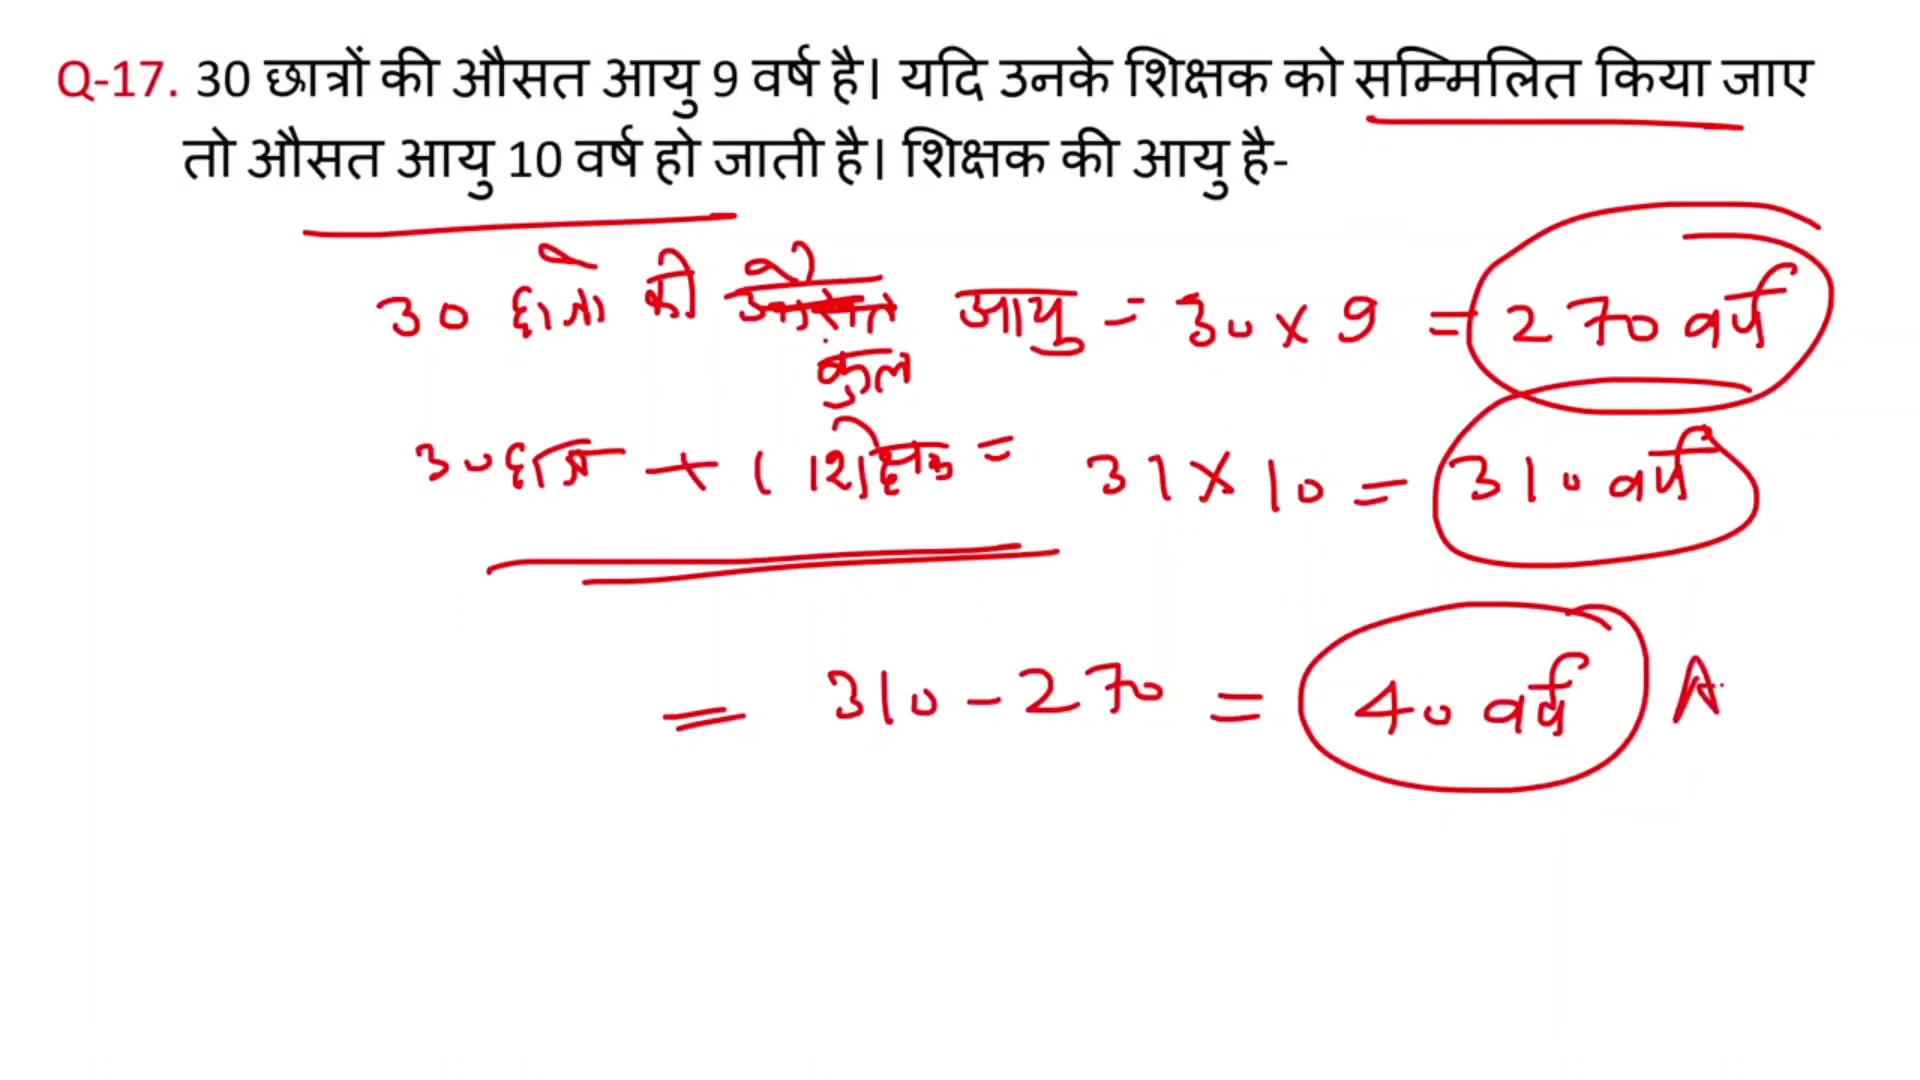 Q-17. 30 छात्रों की औसत आयु 9 वर्ष है। यदि उनके शिक्षक को सम्मिलित किया जाए
तो औसत आयु 10 वर्ष हो जाती है। शिक्षक की आयु है-
30 छात्रों की औसत आयु = 30 × 9 = 270 वर्ष
कुल
30 छात्र + 1 शिक्षक = 31 × 10 = 310 वर्ष
= 310 - 270 = 40 वर्ष A